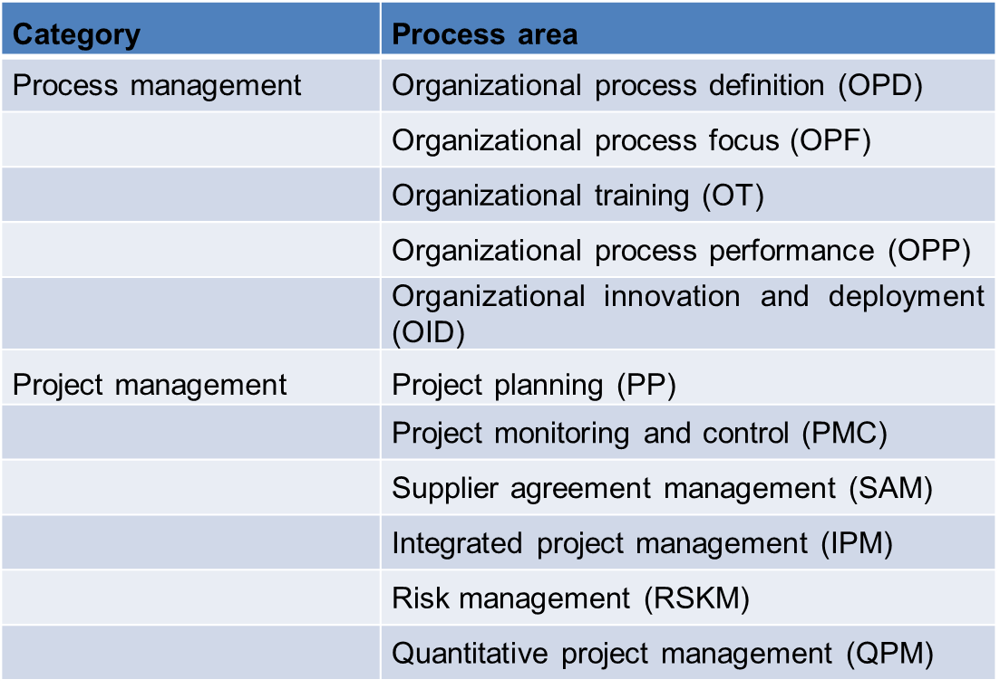 Category Process area
Process management Organizational process definition (OPD)
Organizational process focus (OPF)
Organizational training (OT)
Organizational process performance (OPP)
Organizational innovation and deployment
(OID)
Project management Project planning (PP)
Project monitoring and control (PMC)
Supplier agreement management (SAM)
Integrated project management (IPM)
Risk management (RSKM)
Quantitative project management (QPM)